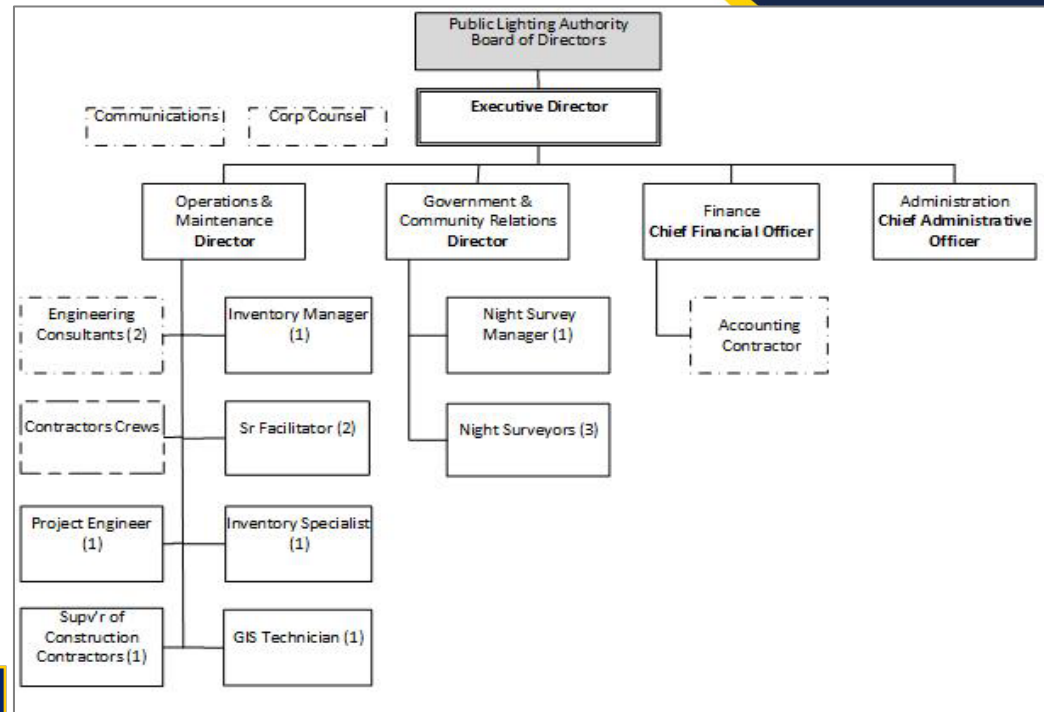 Public Lighting Authority
Board of Directors
Executive Director
Communications
Corp Counsel
Operations &
Maintenance
Director
Government &
Community Relations
Director
Finance
Chief Financial Officer
Administration
Chief Administrative
Officer
Engineering
Consultants (2)
Inventory Manager
(1)
Night Survey
Manager (1)
Accounting
Contractor
Contractors Crews
Sr Facilitator (2)
Night Surveyors (3)
Project Engineer
(1)
Inventory Specialist
(1)
Supv'r of
Construction
Contractors (1)
GIS Technician (1)